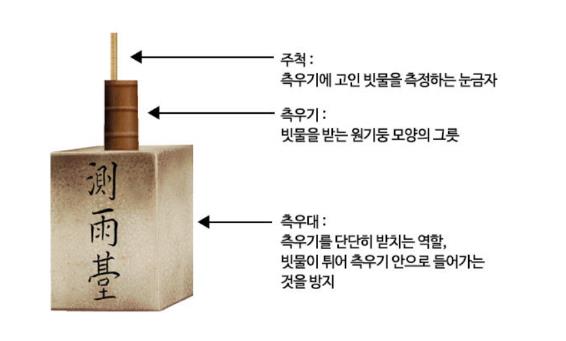 주척 :
측우기에 고인 빗물을 측정하는 눈금자
측우기 :
빗물을 받는 원기둥 모양의 그릇
測雨臺
측우대 :
측우기를 단단히 받치는 역할,
빗물이 튀어 측우기 안으로 들어가는
것을 방지